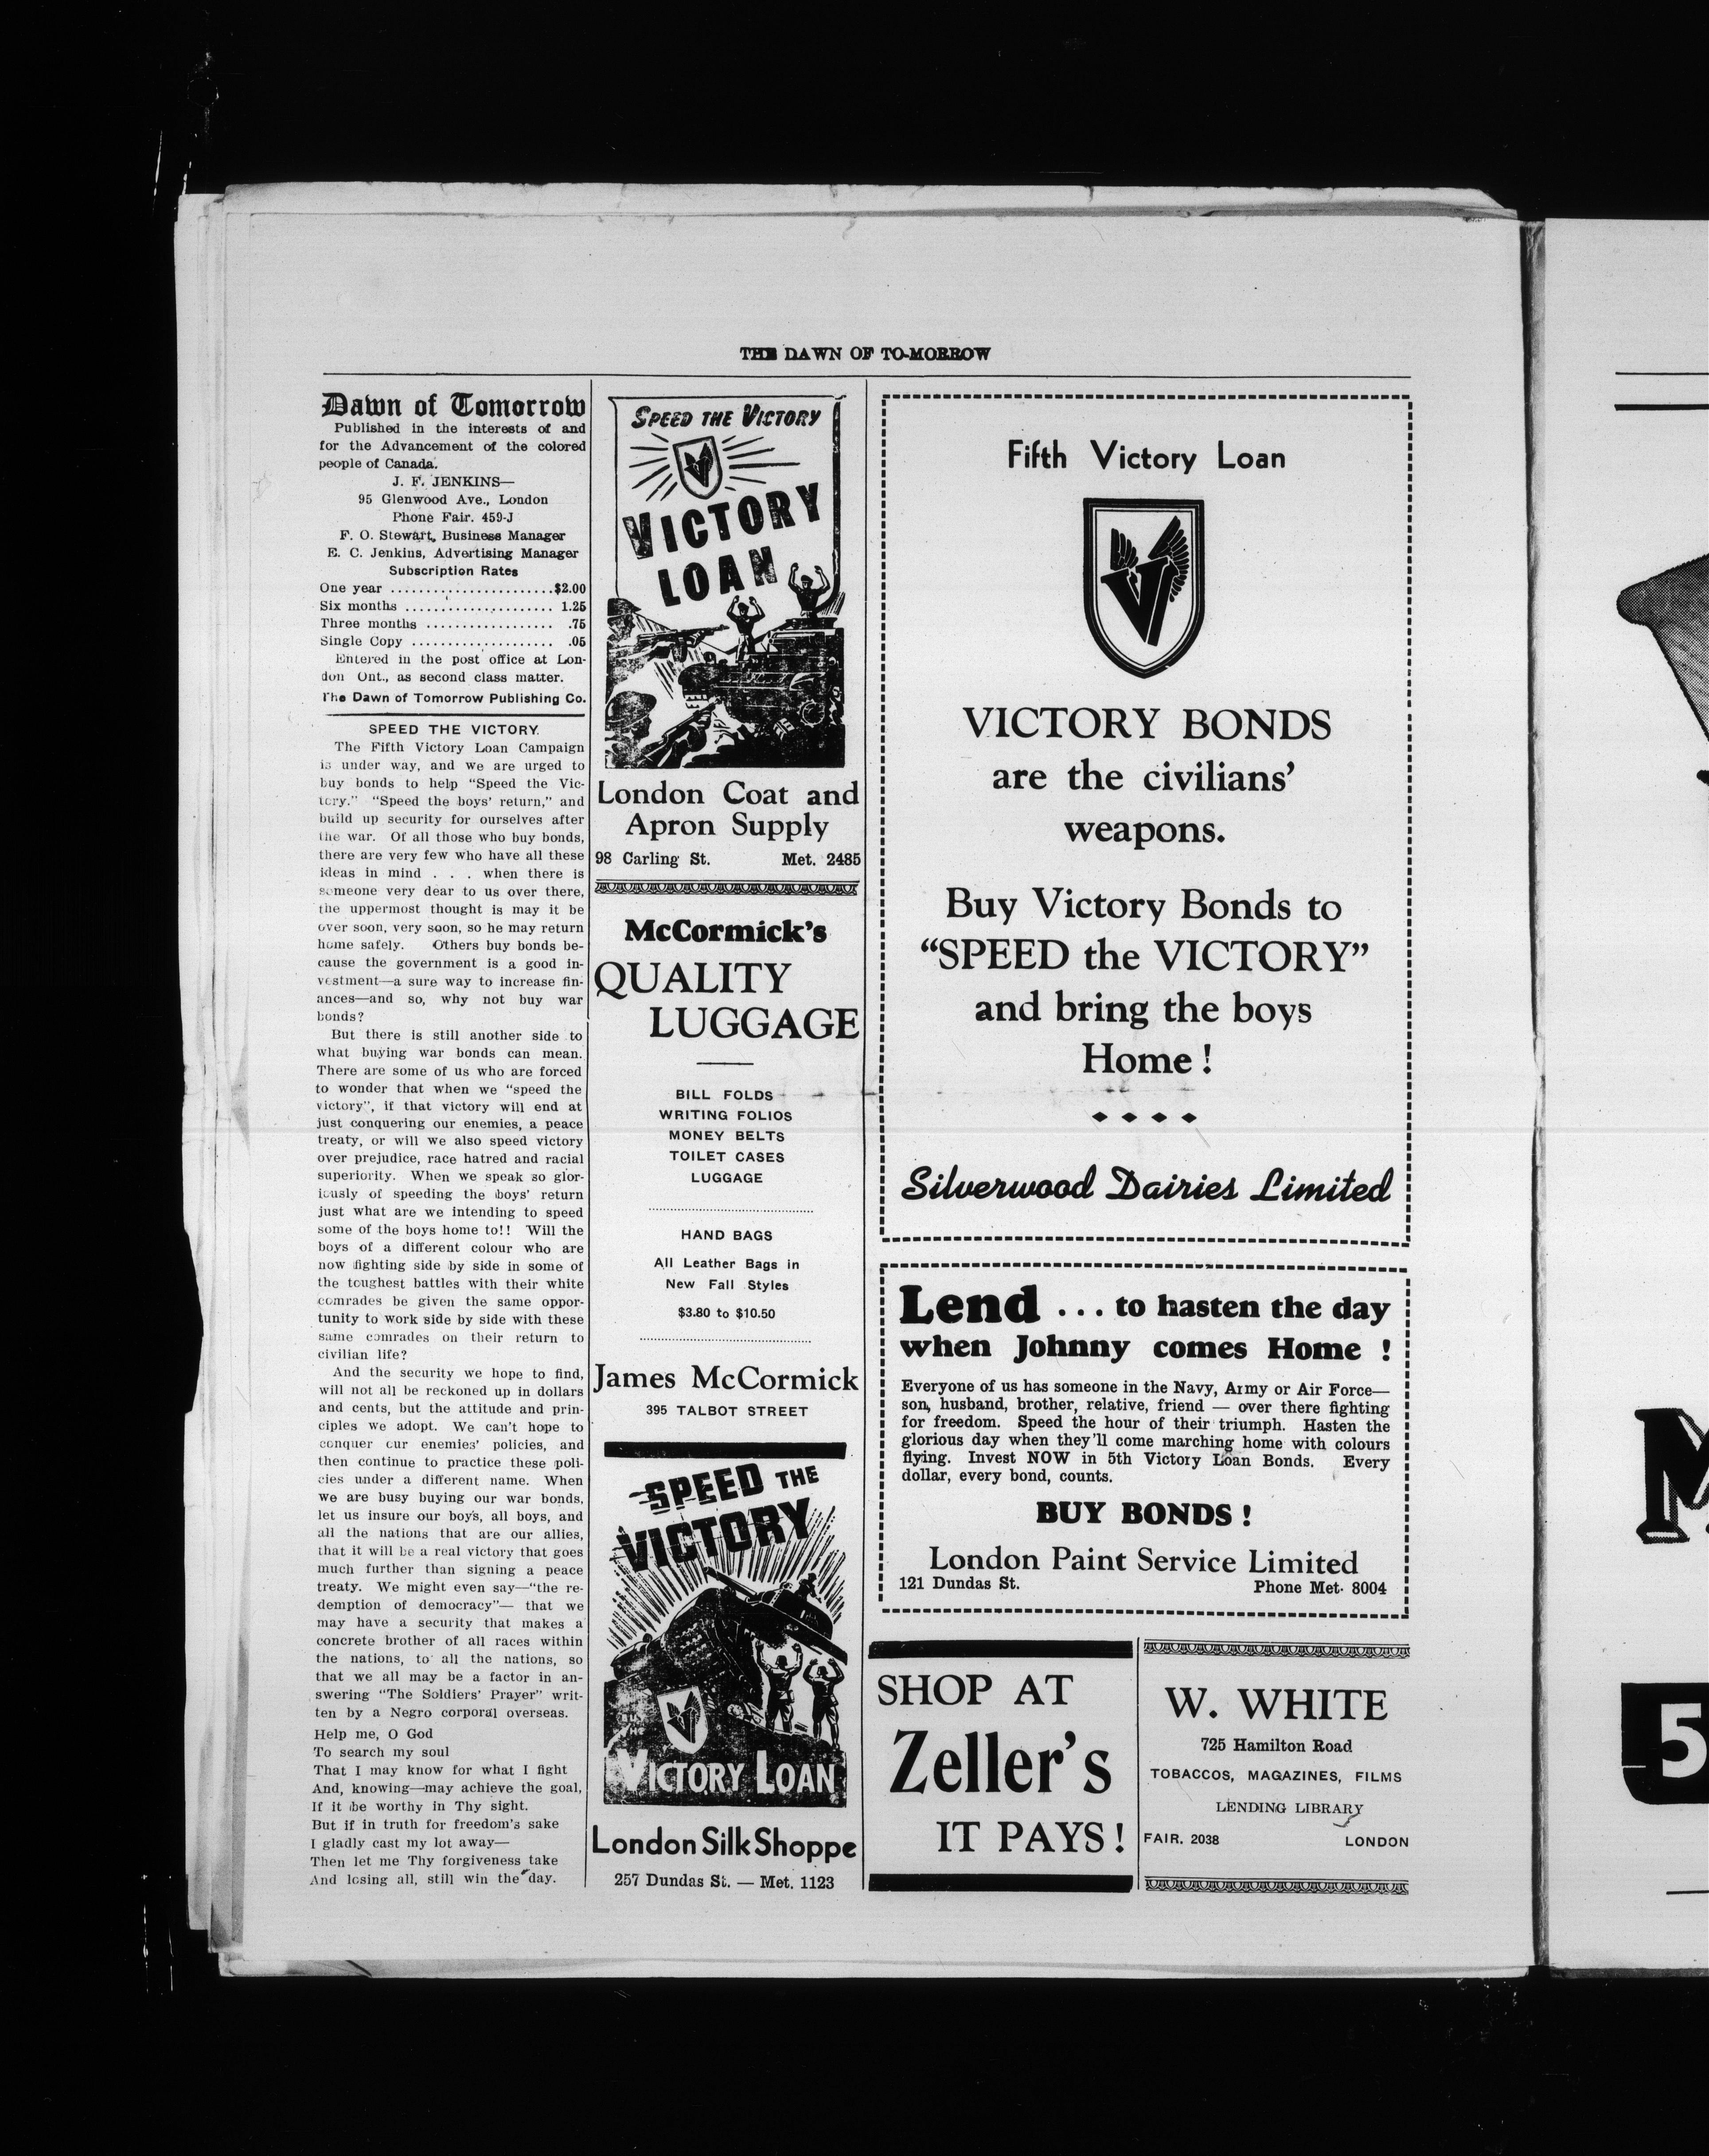 THE DAWN OF TO-MORROW
Dawn of Tomorrow
Published in the interests of and
for the Advancement of the colored
people of Canada.
J. F. JENKINS—
95 Glenwood Ave., London
Phone Fair. 459-J
F. O. Stewart, Business Manager
E. C. Jenkins, Advertising Manager
Subscription Rates
One year .......................$2.00
Six months ..................... 1.25
Three months .................. .75
Single Copy .................... .05
Entered in the post office at Lon-
don Ont., as second class matter.
The Dawn of Tomorrow Publishing Co.
SPEED THE VICTORY.
The Fifth Victory Loan Campaign
is under way, and we are urged to
buy bonds to help “Speed the Vic-
tory.” “Speed the boys’ return,” and
build up security for ourselves after
the war. Of all those who buy bonds,
there are very few who have all these
ideas in mind . . . when there is
someone very dear to us over there,
the uppermost thought is may it be
over soon, very soon, so he may return
home safely. Others buy bonds be-
cause the government is a good in-
vestment—a sure way to increase fin-
ances—and so, why not buy war
bonds?
But there is still another side to
what buying war bonds can mean.
There are some of us who are forced
to wonder that when we “speed the
victory”, if that victory will end at
just conquering our enemies, a peace
treaty, or will we also speed victory
over prejudice, race hatred and racial
superiority. When we speak so glor-
iously of speeding the boys’ return
just what are we intending to speed
some of the boys home to!! Will the
boys of a different colour who are
now fighting side by side in some of
the toughest battles with their white
comrades be given the same oppor-
tunity to work side by side with these
same comrades on their return to
civilian life?
And the security we hope to find,
will not all be reckoned up in dollars
and cents, but the attitude and prin-
ciples we adopt. We can’t hope to
conquer our enemies’ policies, and
then continue to practice these poli-
cies under a different name. When
we are busy buying our war bonds,
let us insure our boys, all boys, and
all the nations that are our allies,
that it will be a real victory that goes
much further than signing a peace
treaty. We might even say—“the re-
demption of democracy”— that we
may have a security that makes a
concrete brother of all races within
the nations, to all the nations, so
that we all may be a factor in an-
swering “The Soldiers’ Prayer” writ-
ten by a Negro corporal overseas.
Help me, O God
To search my soul
That I may know for what I fight
And, knowing—may achieve the goal,
If it be worthy in Thy sight.
But if in truth for freedom’s sake
I gladly cast my lot away—
Then let me Thy forgiveness take
And losing all, still win the day.
SPEED THE VICTORY
VICTORY
LOAN
London Coat and
Apron Supply
98 Carling St. Met. 2485
McCormick’s
QUALITY
LUGGAGE
BILL FOLDS
WRITING FOLIOS
MONEY BELTS
TOILET CASES
LUGGAGE
HAND BAGS
All Leather Bags in
New Fall Styles
$3.80 to $10.50
James McCormick
395 TALBOT STREET
SPEED THE
VICTORY
VICTORY LOAN
London Silk Shoppe
257 Dundas St. — Met. 1123
Fifth Victory Loan
V
VICTORY BONDS
are the civilians’
weapons.
Buy Victory Bonds to
“SPEED the VICTORY”
and bring the boys
Home !
Silverwood Dairies Limited
Lend ... to hasten the day
when Johnny comes Home !
Everyone of us has someone in the Navy, Army or Air Force—
son, husband, brother, relative, friend — over there fighting
for freedom. Speed the hour of their triumph. Hasten the
glorious day when they’ll come marching home with colours
flying. Invest NOW in 5th Victory Loan Bonds. Every
dollar, every bond, counts.
BUY BONDS !
London Paint Service Limited
121 Dundas St. Phone Met. 8004
SHOP AT
Zeller’s
IT PAYS !
W. WHITE
725 Hamilton Road
TOBACCOS, MAGAZINES, FILMS
LENDING LIBRARY
FAIR. 2038 LONDON
5